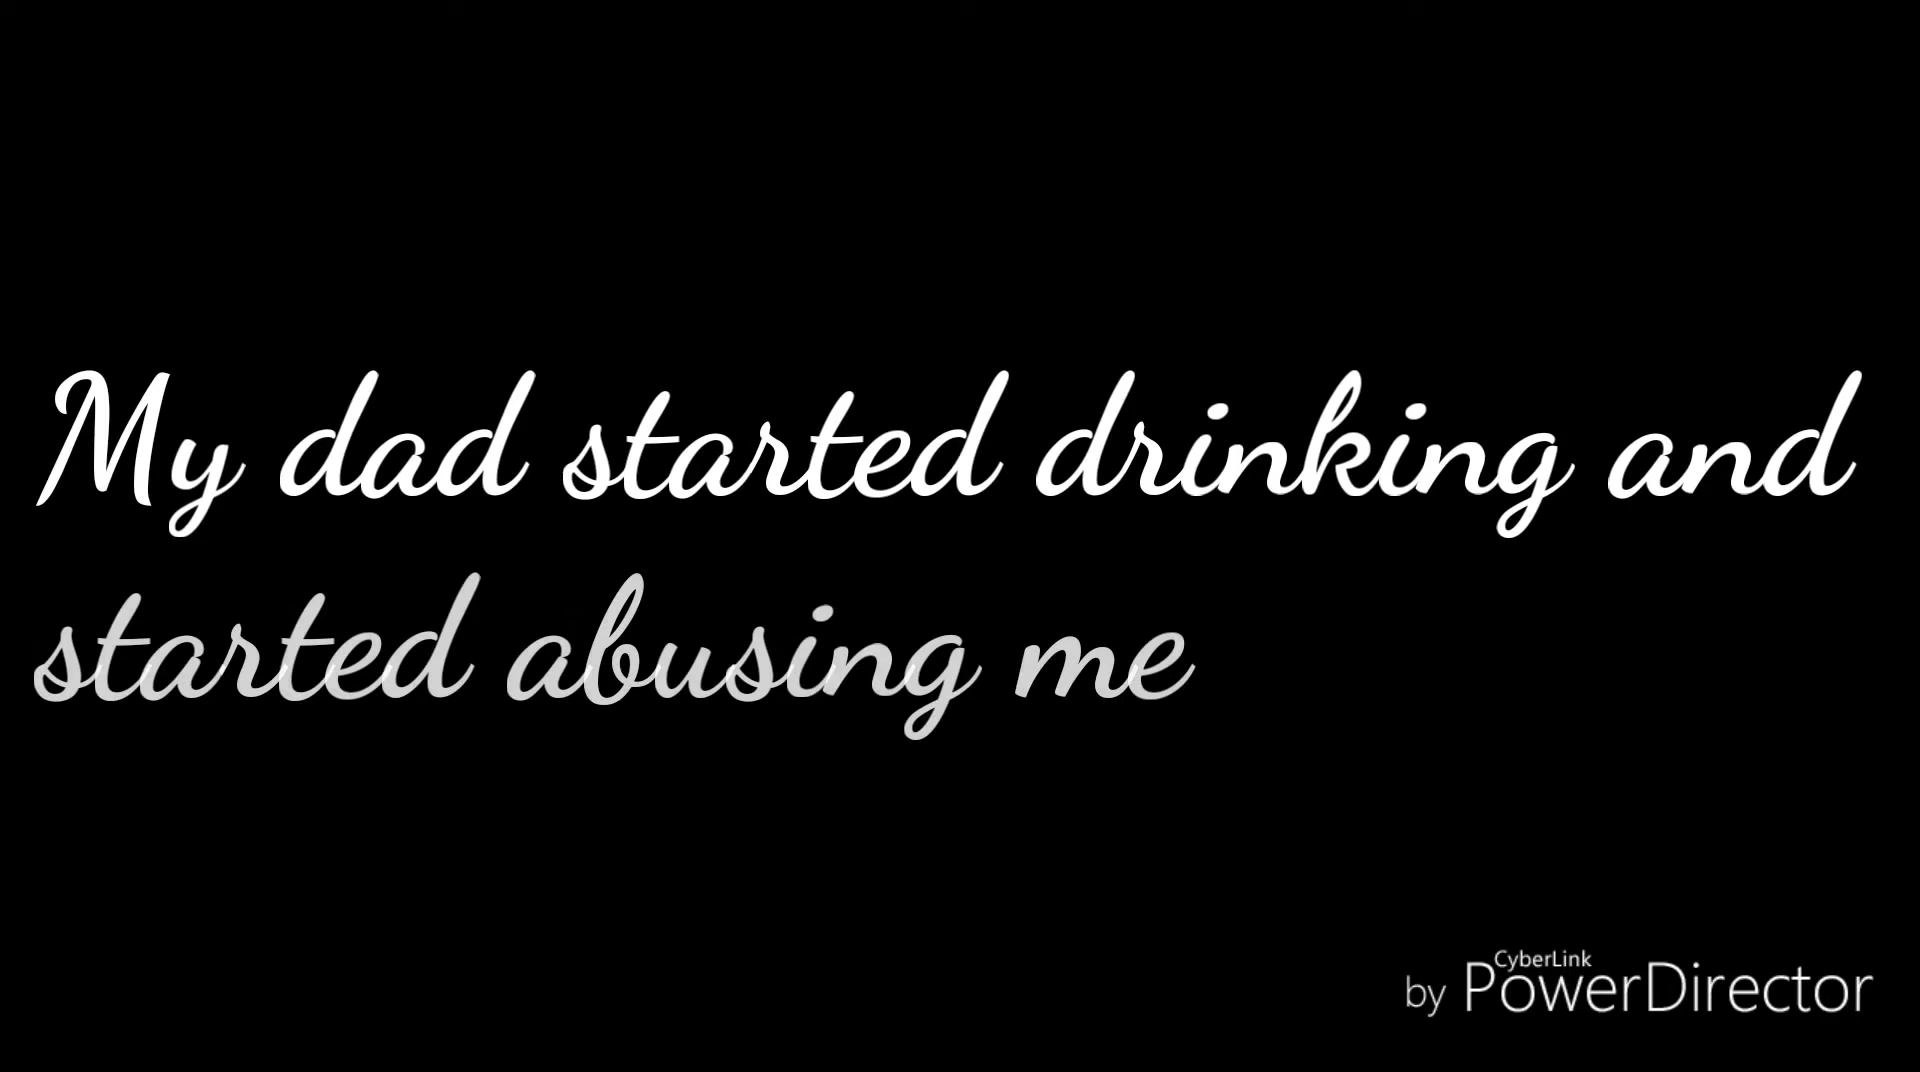 My dad started drinking and
started abusing me
by CyberLink PowerDirector